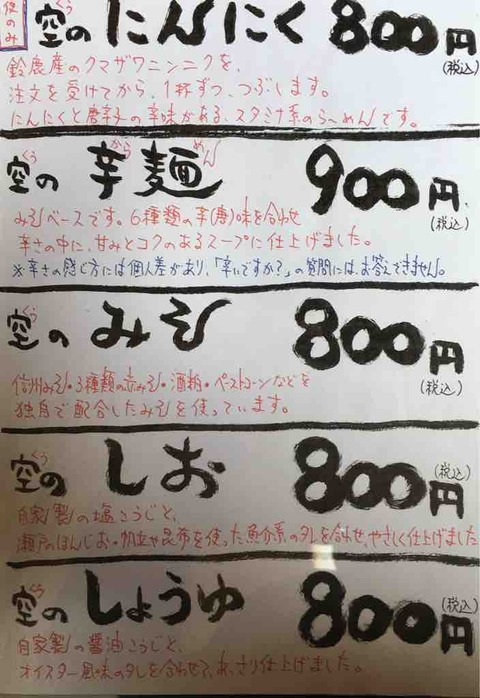 夜のみ
空のにんにく 800円
(税込)
鈴鹿産のクマザワニンニクを、
注文を受けてから、1杯ずつ、つぶします。
にんにくと唐辛子の辛味がある、スタミナ系のらーめんです。
空の 辛麺 900円
(税込)
みそベースです。6種類の辛(唐)味を合わせ
辛さの中に、甘みとコクのあるスープに仕上げました。
※辛さの感じ方には個人差があり、「辛いですか?」の質問には、お答えできません。
空の みそ 800円
(税込)
信州みそ・3種類の赤みそ・酒粕・ペーストコーンなどを
独自で配合したみそを使っています。
空の しお 800円
(税込)
自家製の塩こうじと、
瀬戸のほんじお・帆立や昆布を使った魚介系のタレを合わせ、やさしく仕上げました
空の しょうゆ 800円
(税込)
自家製の醤油こうじと、
オイスター風味のタレを合わせて、あっさり仕上げました。